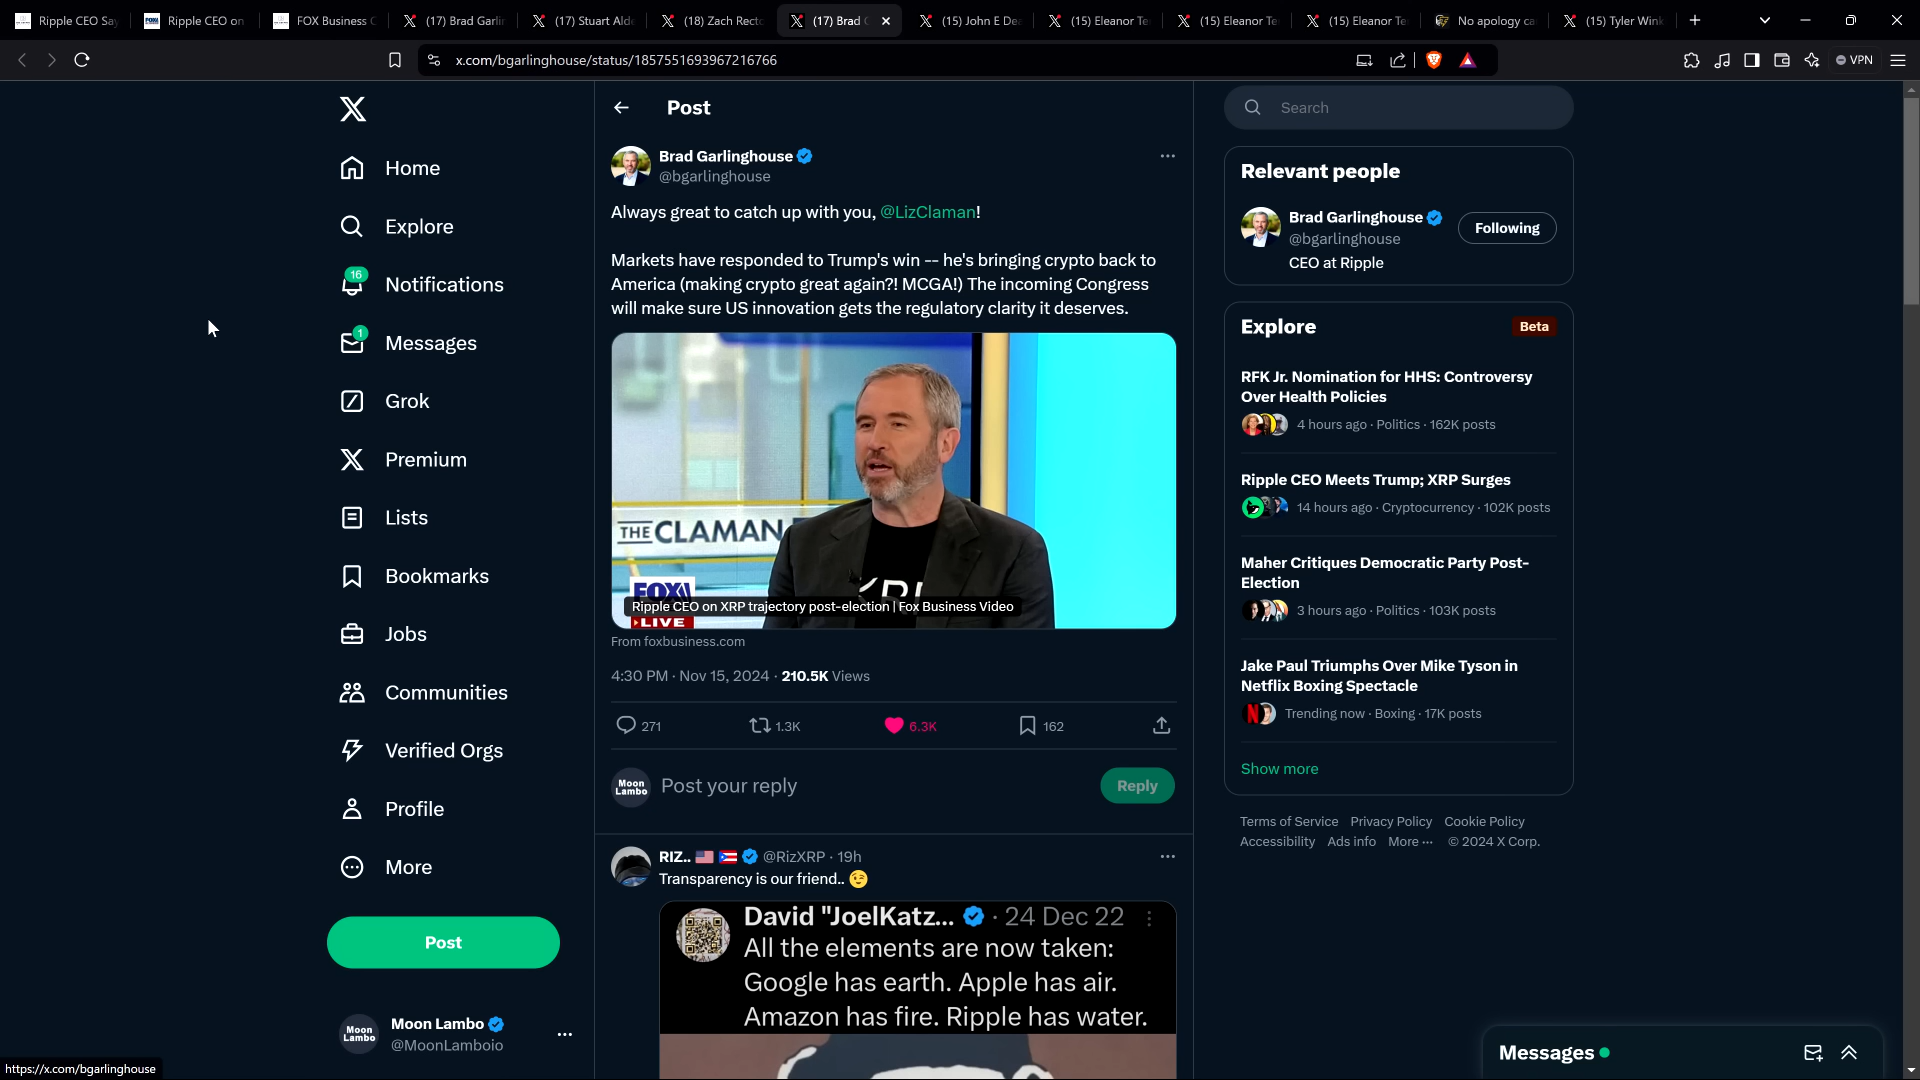 Ripple CEO Say
Ripple CEO on
FOX Business C
(17) Brad Garlin
(17) Stuart Alde
(18) Zach Recto
(17) Brad G
(15) John E De
(15) Eleanor Te
(15) Eleanor Te
(15) Eleanor Te
No apology ca
(15) Tyler Wink
x.com/bgarlinghouse/status/1857551693967216766
VPN
Home
Explore
16
Notifications
1
Messages
Grok
Premium
Lists
Bookmarks
Jobs
Communities
Verified Orgs
Profile
More
Post
Moon Lambo
Moon Lambo
@MoonLamboio
https://x.com/bgarlinghouse
Post
Brad Garlinghouse
@bgarlinghouse
Always great to catch up with you, @LizClaman!
Markets have responded to Trump's win -- he's bringing crypto back to
America (making crypto great again?! MCGA!) The incoming Congress
will make sure US innovation gets the regulatory clarity it deserves.
THE CLAMAN
XRP
FOX
LIVE
Ripple CEO on XRP trajectory post-election | Fox Business Video
From foxbusiness.com
4:30 PM · Nov 15, 2024 · 210.5K Views
271
1.3K
6.3K
162
Moon Lambo
Post your reply
Reply
RIZ.. 🇺🇸 🇵🇷 @RizXRP · 19h
Transparency is our friend.. 😉
David "JoelKatz... · 24 Dec 22
All the elements are now taken:
Google has earth. Apple has air.
Amazon has fire. Ripple has water.
Search
Relevant people
Brad Garlinghouse
@bgarlinghouse
Following
CEO at Ripple
Explore
Beta
RFK Jr. Nomination for HHS: Controversy
Over Health Policies
4 hours ago · Politics · 162K posts
Ripple CEO Meets Trump; XRP Surges
14 hours ago · Cryptocurrency · 102K posts
Maher Critiques Democratic Party Post-
Election
3 hours ago · Politics · 103K posts
Jake Paul Triumphs Over Mike Tyson in
Netflix Boxing Spectacle
Trending now · Boxing · 17K posts
Show more
Terms of Service Privacy Policy Cookie Policy
Accessibility Ads info More ··· © 2024 X Corp.
Messages